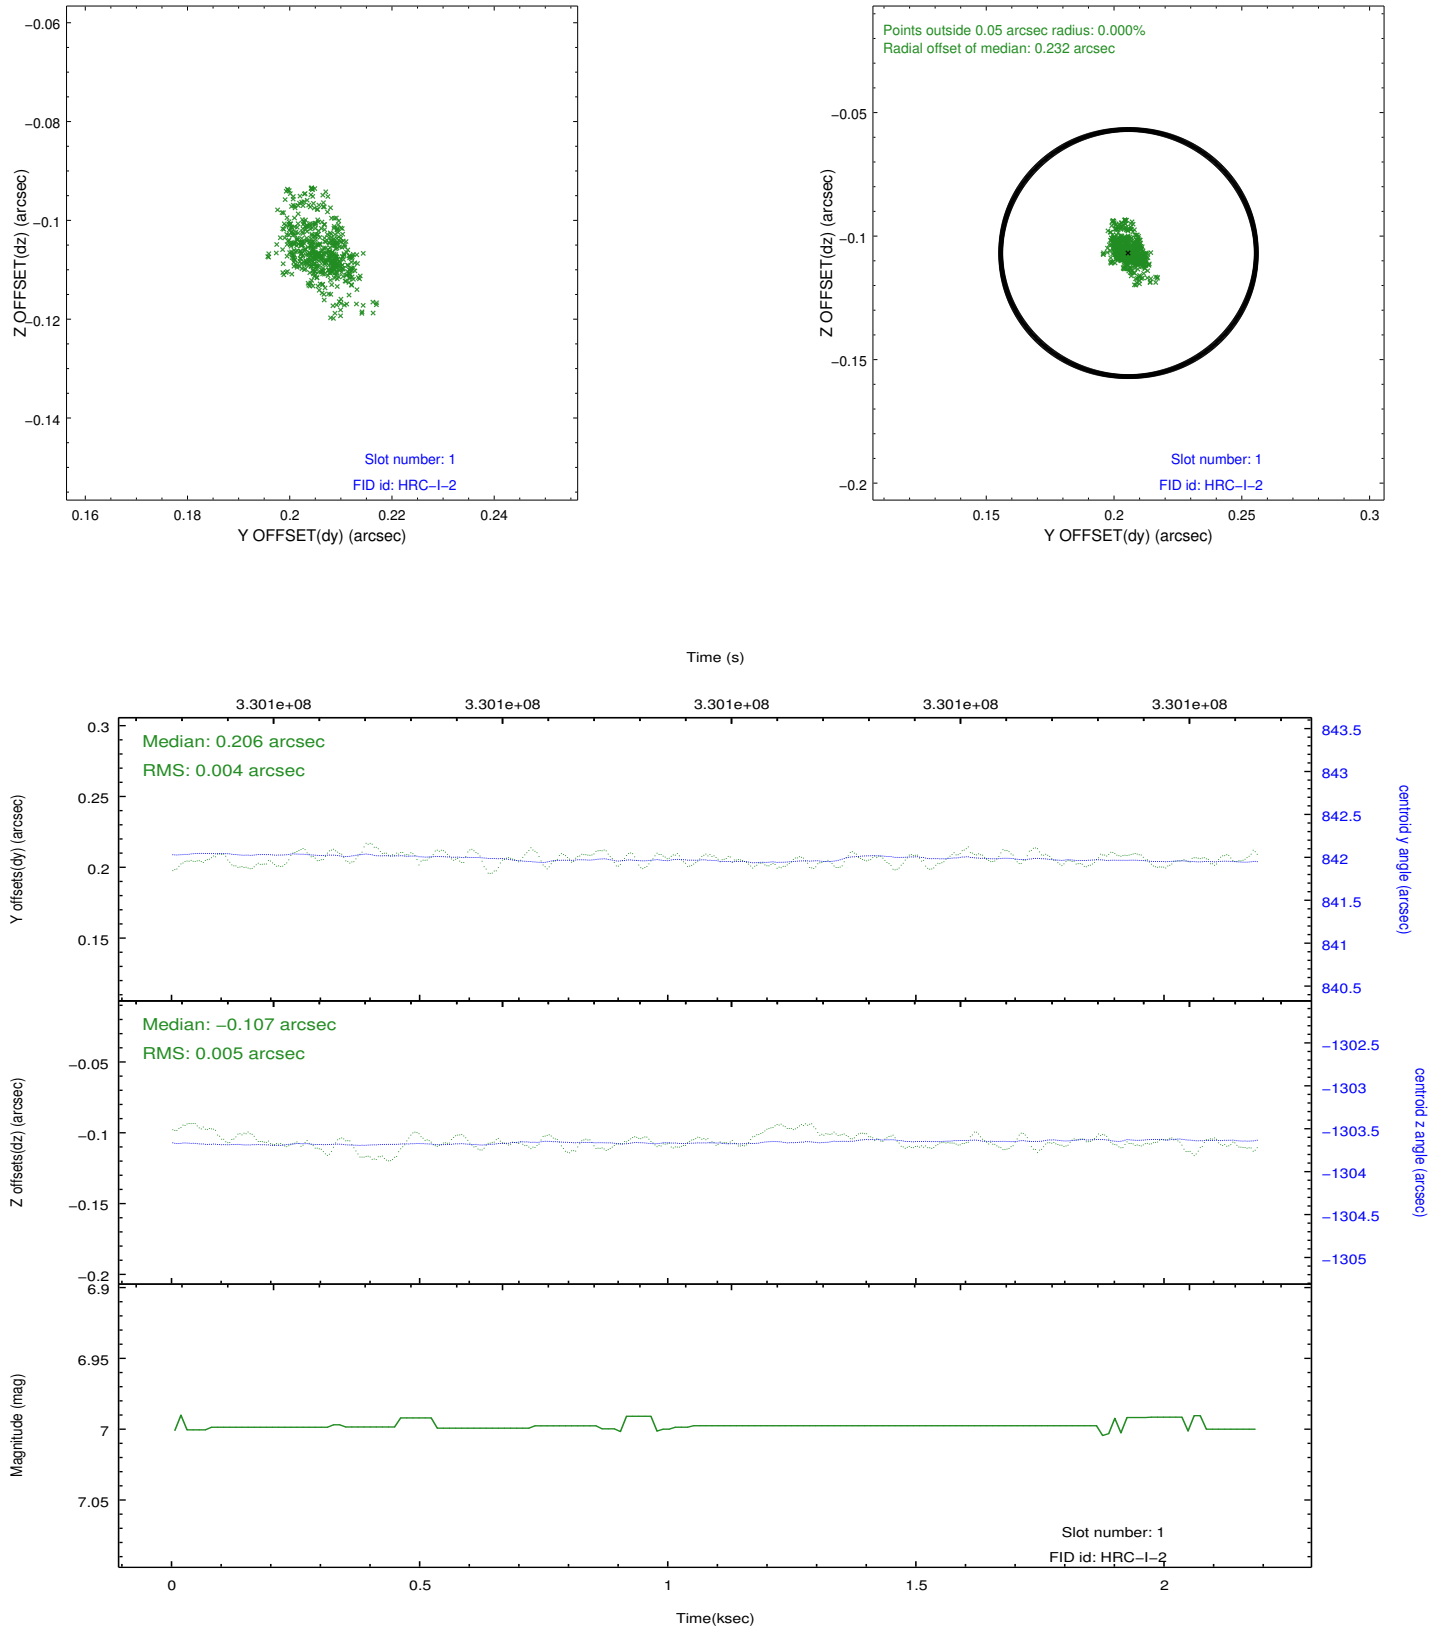 −0.06
−0.08
−0.1
−0.12
−0.14
Z OFFSET(dz) (arcsec)
0.16
0.18
0.2
0.22
0.24
Y OFFSET(dy) (arcsec)
Slot number: 1
FID id: HRC−I−2
Points outside 0.05 arcsec radius: 0.000%
Radial offset of median: 0.232 arcsec
−0.05
−0.1
−0.15
−0.2
Z OFFSET(dz) (arcsec)
0.15
0.2
0.25
0.3
Y OFFSET(dy) (arcsec)
Slot number: 1
FID id: HRC−I−2
Time (s)
3.301e+08
3.301e+08
3.301e+08
3.301e+08
3.301e+08
Median: 0.206 arcsec
RMS: 0.004 arcsec
0.3
0.25
0.2
0.15
Y offsets(dy) (arcsec)
843.5
843
842.5
842
841.5
841
840.5
centroid y angle (arcsec)
Median: −0.107 arcsec
RMS: 0.005 arcsec
−0.05
−0.1
−0.15
−0.2
Z offsets(dz) (arcsec)
−1302.5
−1303
−1303.5
−1304
−1304.5
−1305
centroid z angle (arcsec)
6.9
6.95
7
7.05
Magnitude (mag)
Slot number: 1
FID id: HRC−I−2
0
0.5
1
1.5
2
Time(ksec)